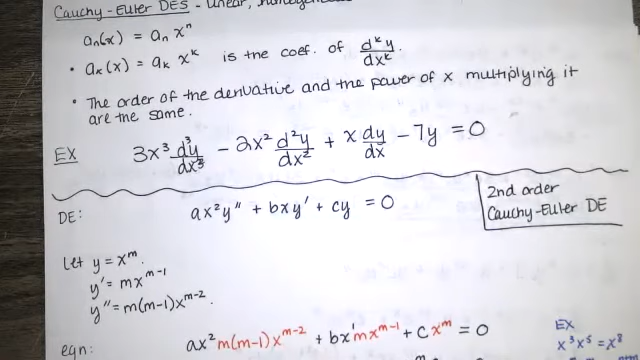 Cauchy-Euler DEs - Linear, homogeneous
aₙ(x) = aₙ xⁿ
• aₖ(x) = aₖ xᵏ is the coef. of dᵏy/dxᵏ.
• The order of the derivative and the power of x multiplying it
are the same.
EX 3x³ d³y/dx³ - 2x² d²y/dx² + x dy/dx - 7y = 0
DE: ax²y'' + bxy' + cy = 0
2nd order
Cauchy-Euler DE
Let y = xᵐ.
y' = mxᵐ⁻¹
y'' = m(m-1)xᵐ⁻².
eqn: ax² m(m-1)xᵐ⁻² + bx¹mxᵐ⁻¹ + c xᵐ = 0
EX
x³x⁵ = x⁸